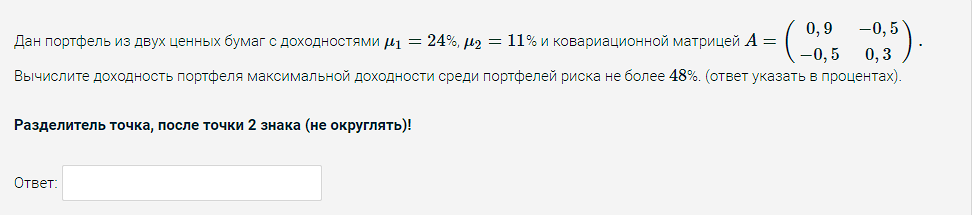 Дан портфель из двух ценных бумаг с доходностями μ₁ = 24%, μ₂ = 11% и ковариационной матрицей A = ( 0,9 −0,5 −0,5 0,3 ).
Вычислите доходность портфеля максимальной доходности среди портфелей риска не более 48%. (ответ указать в процентах).
Разделитель точка, после точки 2 знака (не округлять)!
Ответ: